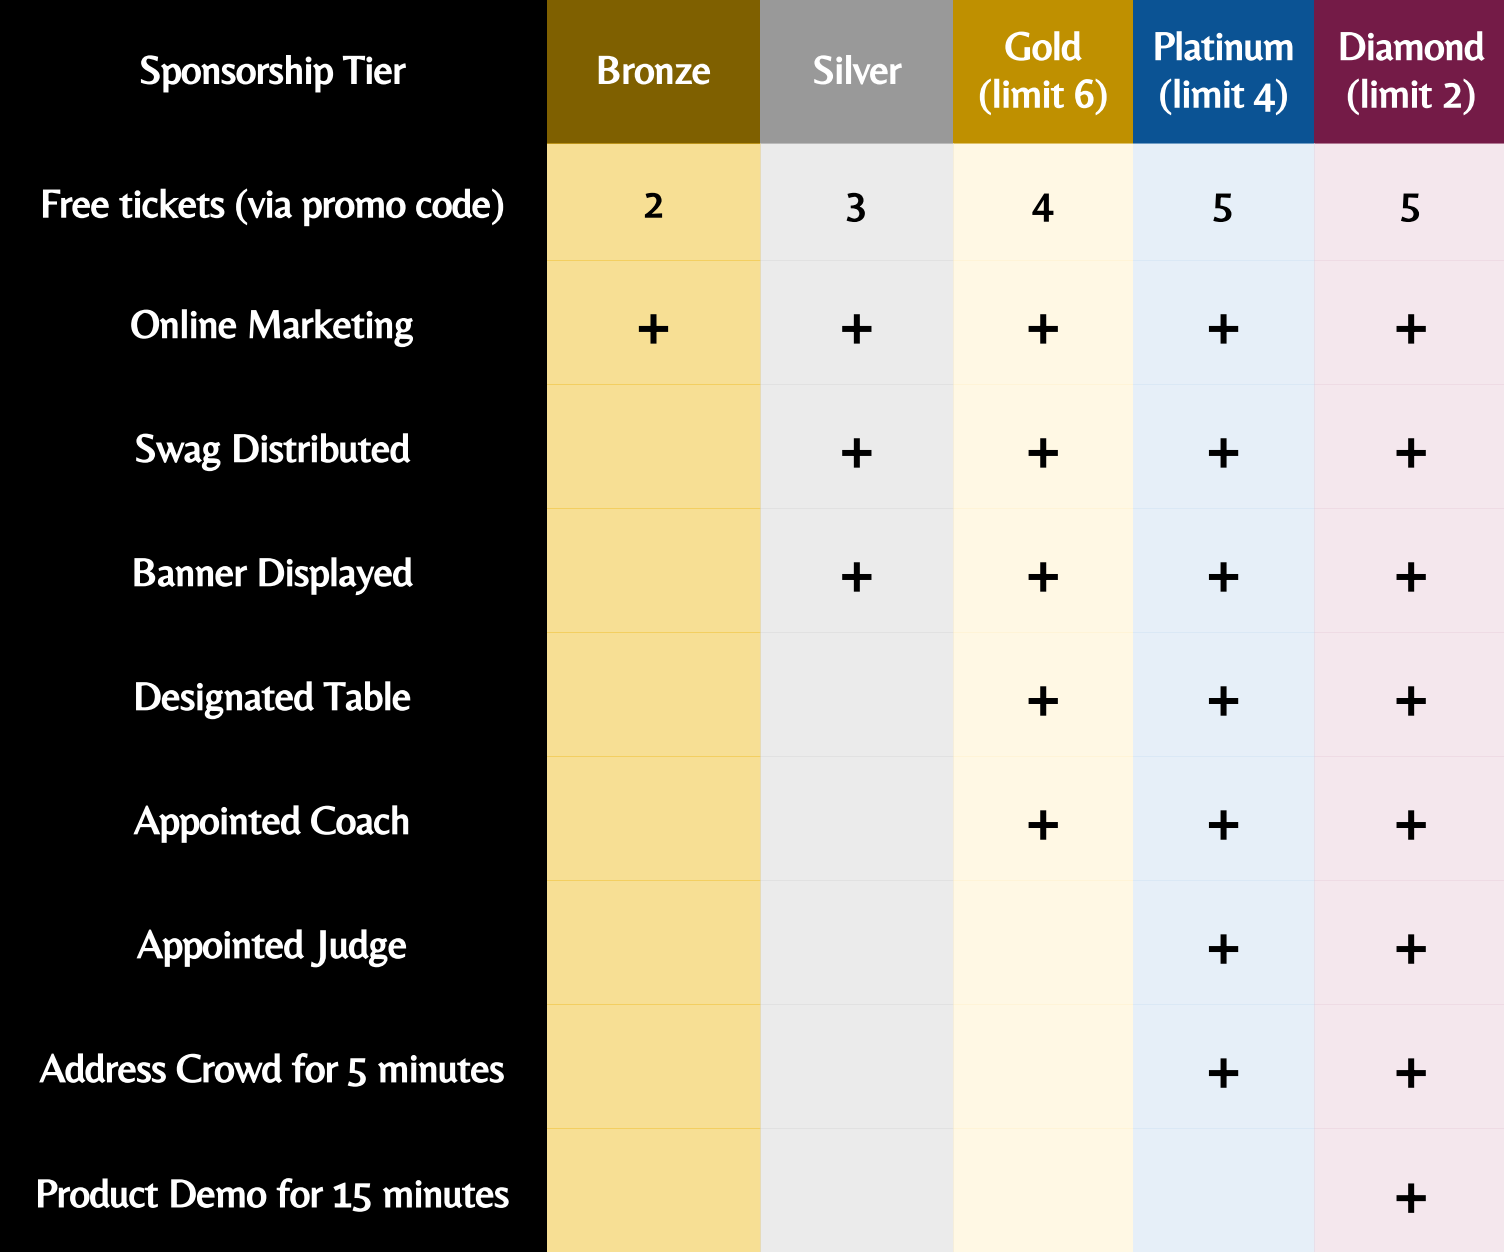 Sponsorship Tier Bronze Silver Gold (limit 6) Platinum (limit 4) Diamond (limit 2)
Free tickets (via promo code) 2 3 4 5 5
Online Marketing + + + + +
Swag Distributed + + + +
Banner Displayed + + + +
Designated Table + + +
Appointed Coach + + +
Appointed Judge + +
Address Crowd for 5 minutes + +
Product Demo for 15 minutes +